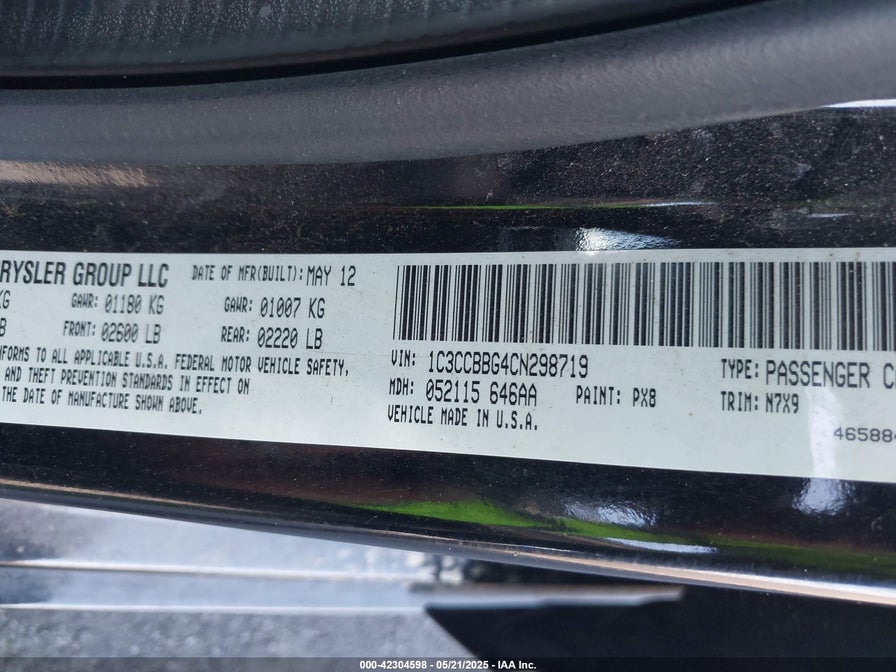 RYSLER GROUP LLC DATE OF MFR(BUILT): MAY 12
KG GAWR: 01180 KG GAWR: 01007 KG
B FRONT: 02600 LB REAR: 02220 LB
NFORMS TO ALL APPLICABLE U.S.A. FEDERAL MOTOR VEHICLE SAFETY,
AND THEFT PREVENTION STANDARDS IN EFFECT ON
THE DATE OF MANUFACTURE SHOWN ABOVE.
VIN: 1C3CCBBG4CN298719 TYPE: PASSENGER C
MDH: 052115 646AA PAINT: PX8 TRIM: N7X9
VEHICLE MADE IN U.S.A.
46588
000-42304598 - 05/21/2025 - IAA Inc.